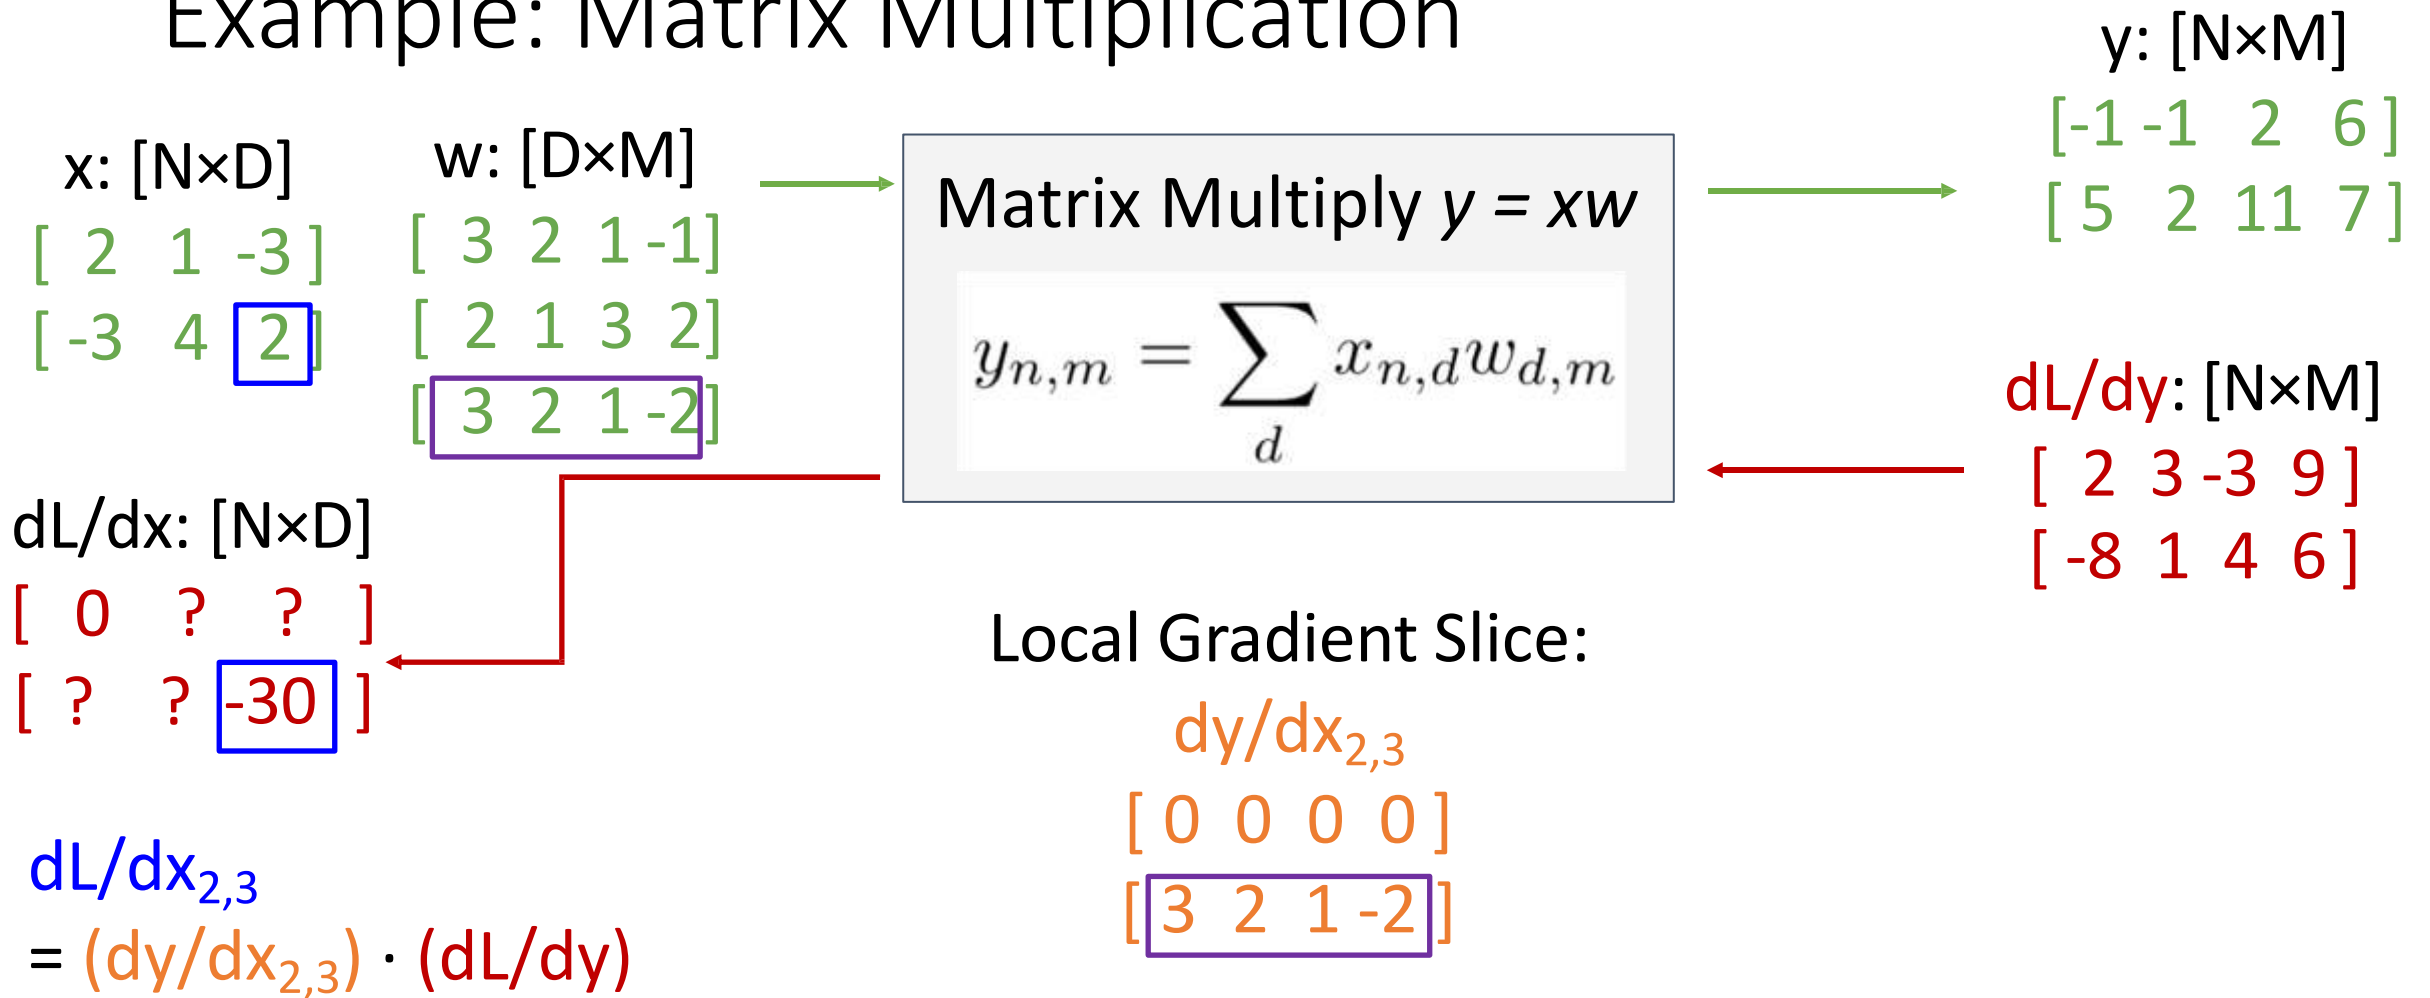 Example: Matrix Multiplication
x: [N×D]
[ 2 1 -3 ]
[ -3 4 2 ]
w: [D×M]
[ 3 2 1 -1]
[ 2 1 3 2]
[ 3 2 1 -2]
Matrix Multiply y = xw
y_{n,m} = \sum_d x_{n,d} w_{d,m}
y: [N×M]
[-1 -1 2 6 ]
[ 5 2 11 7 ]
dL/dy: [N×M]
[ 2 3 -3 9 ]
[ -8 1 4 6 ]
dL/dx: [N×D]
[ 0 ? ? ]
[ ? ? -30 ]
Local Gradient Slice:
dy/dx₂,₃
[ 0 0 0 0 ]
[ 3 2 1 -2 ]
dL/dx₂,₃
= (dy/dx₂,₃) · (dL/dy)